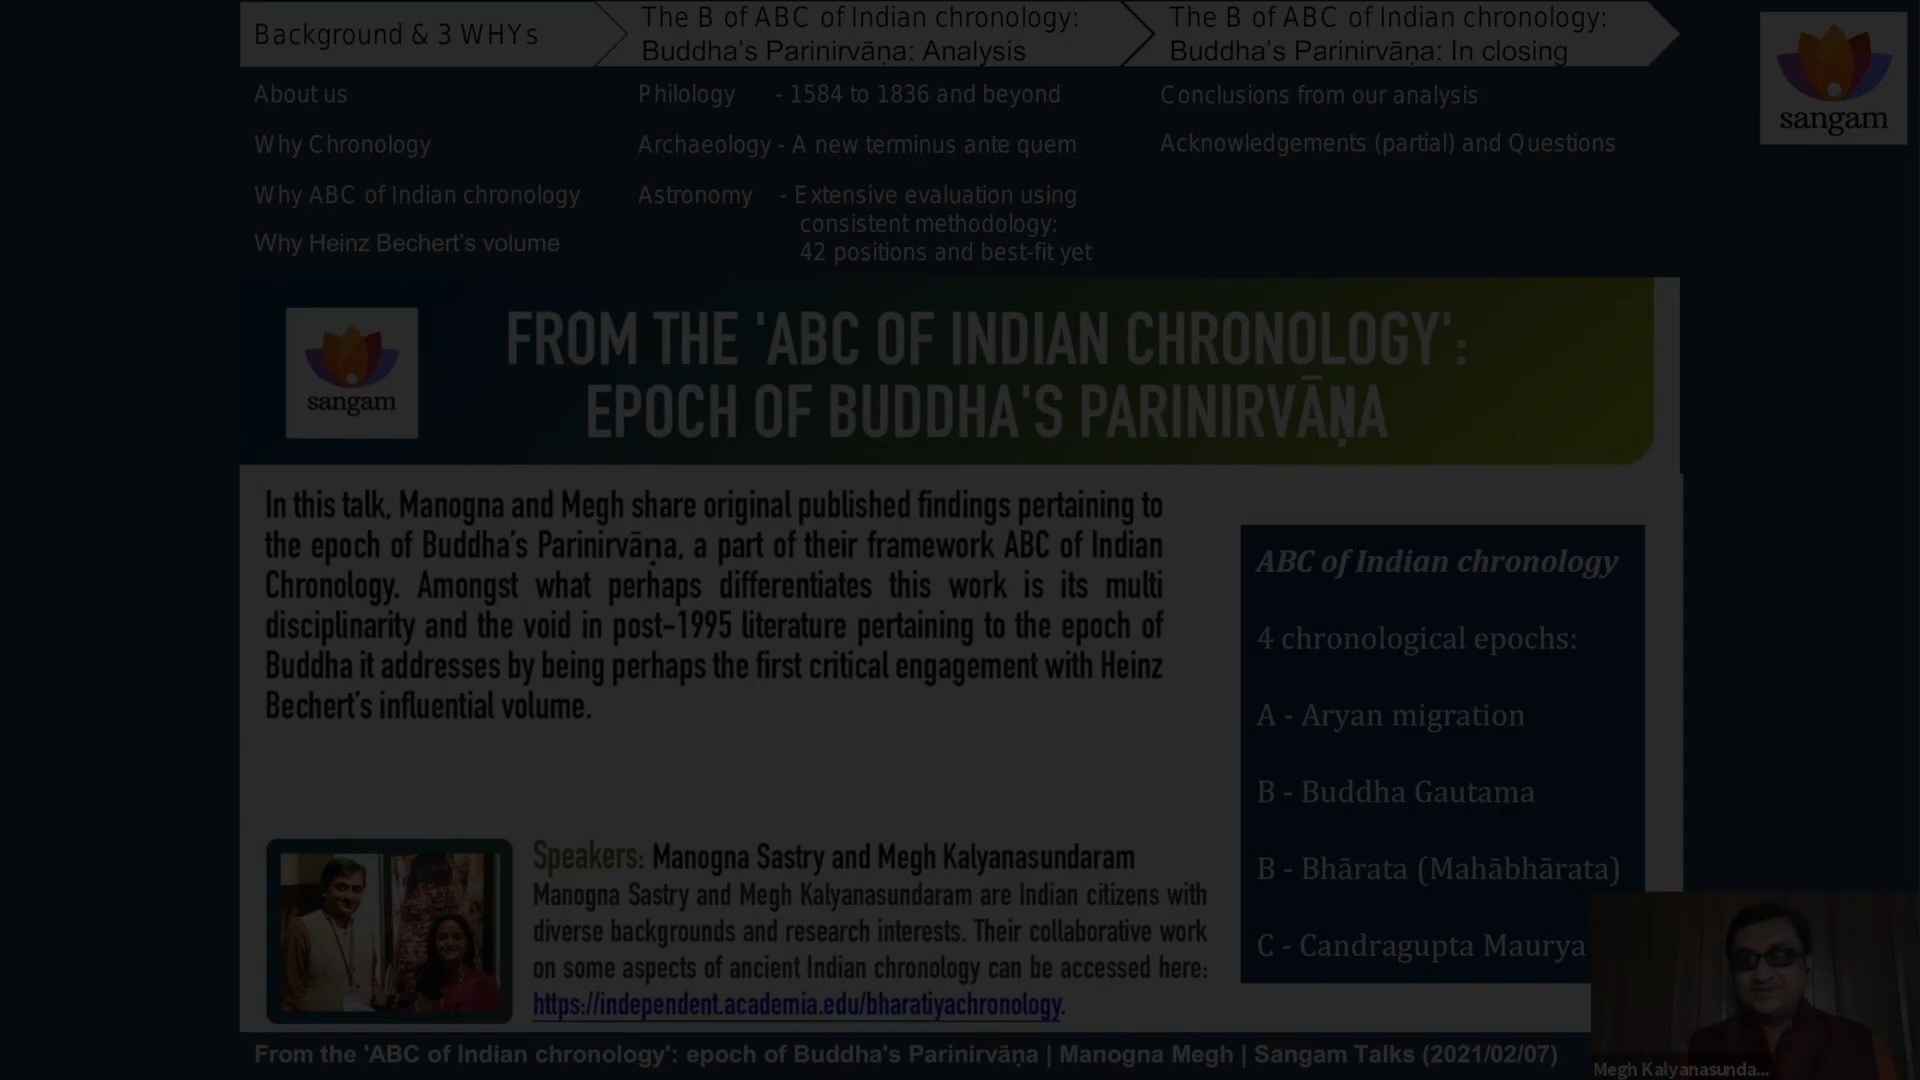 Background & 3 WHYs
The B of ABC of Indian chronology:
Buddha's Parinirvāṇa: Analysis
The B of ABC of Indian chronology:
Buddha's Parinirvāṇa: In closing
sangam
About us
Why Chronology
Why ABC of Indian chronology
Why Heinz Bechert's volume
Philology - 1584 to 1836 and beyond
Archaeology - A new terminus ante quem
Astronomy - Extensive evaluation using
consistent methodology:
42 positions and best-fit yet
Conclusions from our analysis
Acknowledgements (partial) and Questions
sangam
FROM THE 'ABC OF INDIAN CHRONOLOGY':
EPOCH OF BUDDHA'S PARINIRVĀṆA
In this talk, Manogna and Megh share original published findings pertaining to
the epoch of Buddha's Parinirvāṇa, a part of their framework ABC of Indian
Chronology. Amongst what perhaps differentiates this work is its multi
disciplinarity and the void in post-1995 literature pertaining to the epoch of
Buddha it addresses by being perhaps the first critical engagement with Heinz
Bechert's influential volume.
ABC of Indian chronology
4 chronological epochs:
A - Aryan migration
B - Buddha Gautama
B - Bhārata (Mahābhārata)
C - Candragupta Maurya
Speakers: Manogna Sastry and Megh Kalyanasundaram
Manogna Sastry and Megh Kalyanasundaram are Indian citizens with
diverse backgrounds and research interests. Their collaborative work
on some aspects of ancient Indian chronology can be accessed here:
https://independent.academia.edu/bharatiyachronology.
From the 'ABC of Indian chronology': epoch of Buddha's Parinirvāṇa | Manogna Megh | Sangam Talks (2021/02/07)
Megh Kalyanasunda...